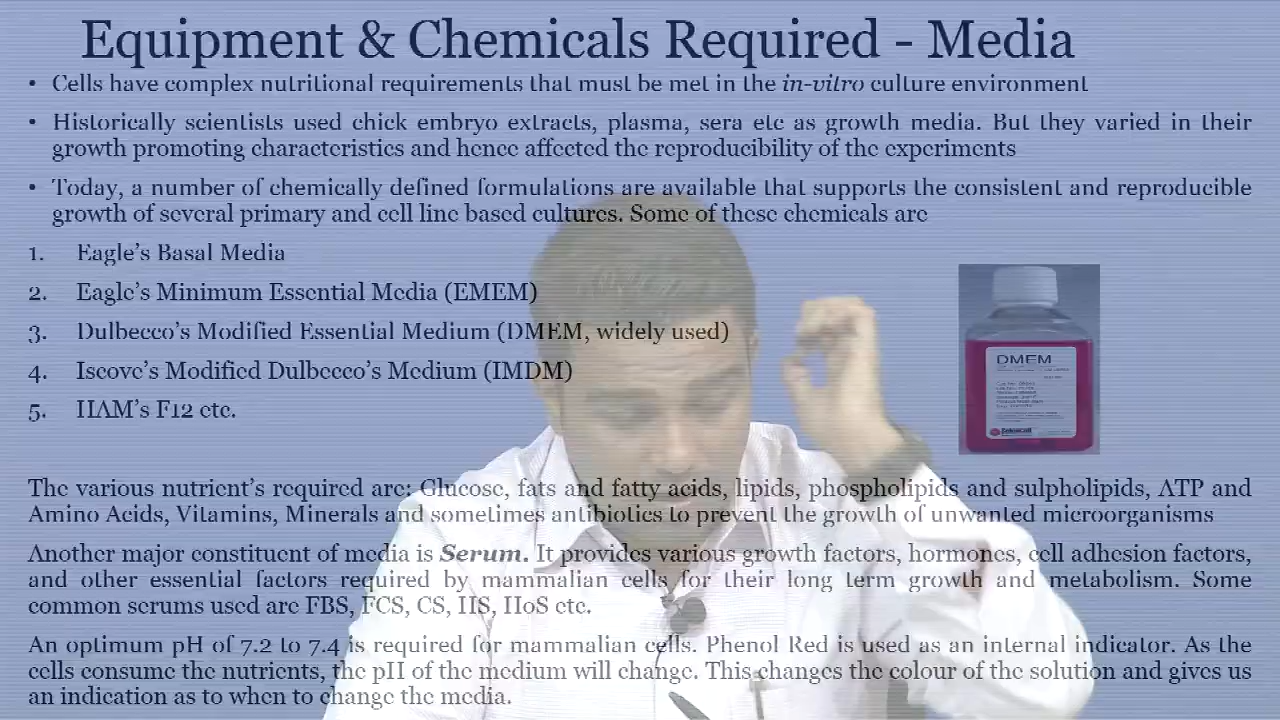 Equipment & Chemicals Required - Media
• Cells have complex nutritional requirements that must be met in the in-vitro culture environment
• Historically scientists used chick embryo extracts, plasma, sera etc as growth media. But they varied in their
growth promoting characteristics and hence affected the reproducibility of the experiments
• Today, a number of chemically defined formulations are available that supports the consistent and reproducible
growth of several primary and cell line based cultures. Some of these chemicals are
1. Eagle's Basal Media
2. Eagle's Minimum Essential Media (EMEM)
3. Dulbecco's Modified Essential Medium (DMEM, widely used)
4. Iscove's Modified Dulbecco's Medium (IMDM)
5. HAM's F12 etc.
DMEM
The various nutrient's required are: Glucose, fats and fatty acids, lipids, phospholipids and sulpholipids, ATP and
Amino Acids, Vitamins, Minerals and sometimes antibiotics to prevent the growth of unwanted microorganisms
Another major constituent of media is Serum. It provides various growth factors, hormones, cell adhesion factors,
and other essential factors required by mammalian cells for their long term growth and metabolism. Some
common serums used are FBS, FCS, CS, HS, HoS etc.
An optimum pH of 7.2 to 7.4 is required for mammalian cells. Phenol Red is used as an internal indicator. As the
cells consume the nutrients, the pH of the medium will change. This changes the colour of the solution and gives us
an indication as to when to change the media.